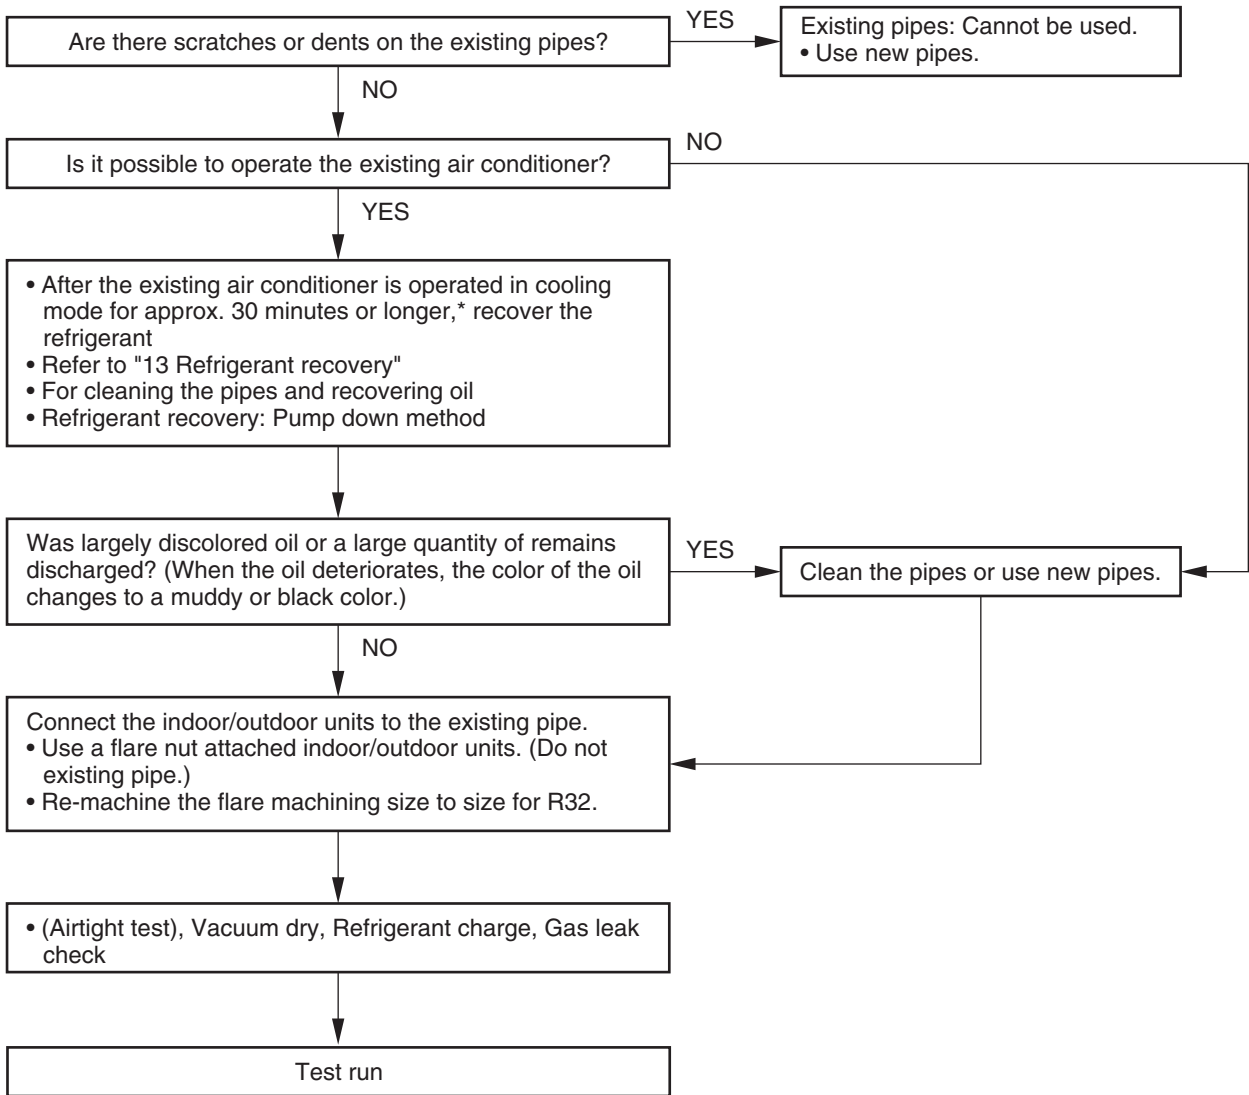 Are there scratches or dents on the existing pipes?
YES
Existing pipes: Cannot be used.
• Use new pipes.
NO
Is it possible to operate the existing air conditioner?
NO
YES
• After the existing air conditioner is operated in cooling
mode for approx. 30 minutes or longer,* recover the
refrigerant
• Refer to "13 Refrigerant recovery"
• For cleaning the pipes and recovering oil
• Refrigerant recovery: Pump down method
Was largely discolored oil or a large quantity of remains
discharged? (When the oil deteriorates, the color of the oil
changes to a muddy or black color.)
YES
Clean the pipes or use new pipes.
NO
Connect the indoor/outdoor units to the existing pipe.
• Use a flare nut attached indoor/outdoor units. (Do not
existing pipe.)
• Re-machine the flare machining size to size for R32.
• (Airtight test), Vacuum dry, Refrigerant charge, Gas leak
check
Test run